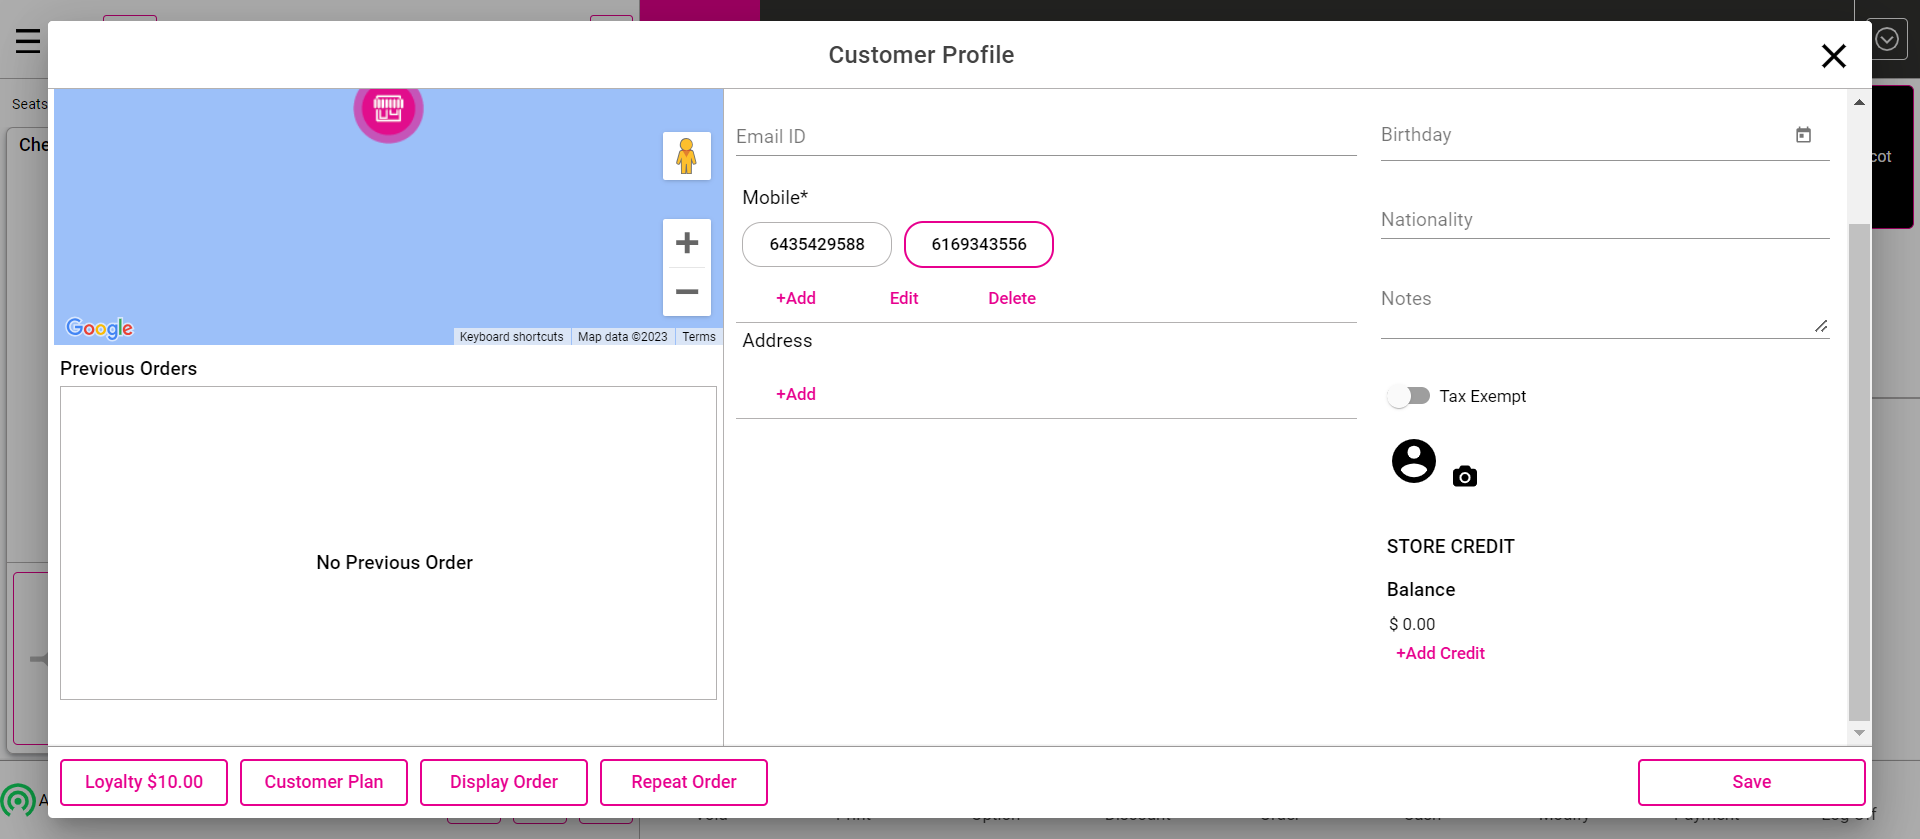 Customer Profile
Seats
Che
cot
Google
Keyboard shortcuts
Map data ©2023
Terms
Previous Orders
No Previous Order
Email ID
Mobile*
6435429588
6169343556
+Add
Edit
Delete
Address
+Add
Birthday
Nationality
Notes
Tax Exempt
STORE CREDIT
Balance
$ 0.00
+Add Credit
Loyalty $10.00
Customer Plan
Display Order
Repeat Order
Save
A